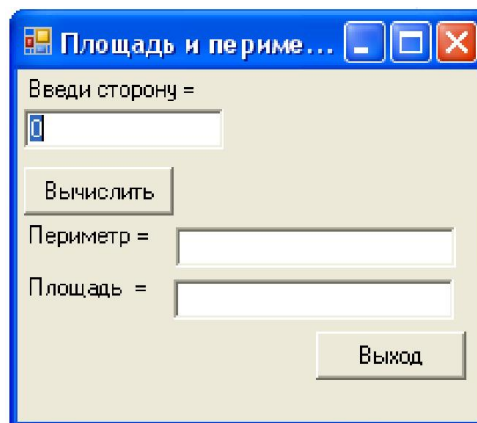 Площадь и периме...
Введи сторону =
0
Вычислить
Периметр =
Площадь =
Выход